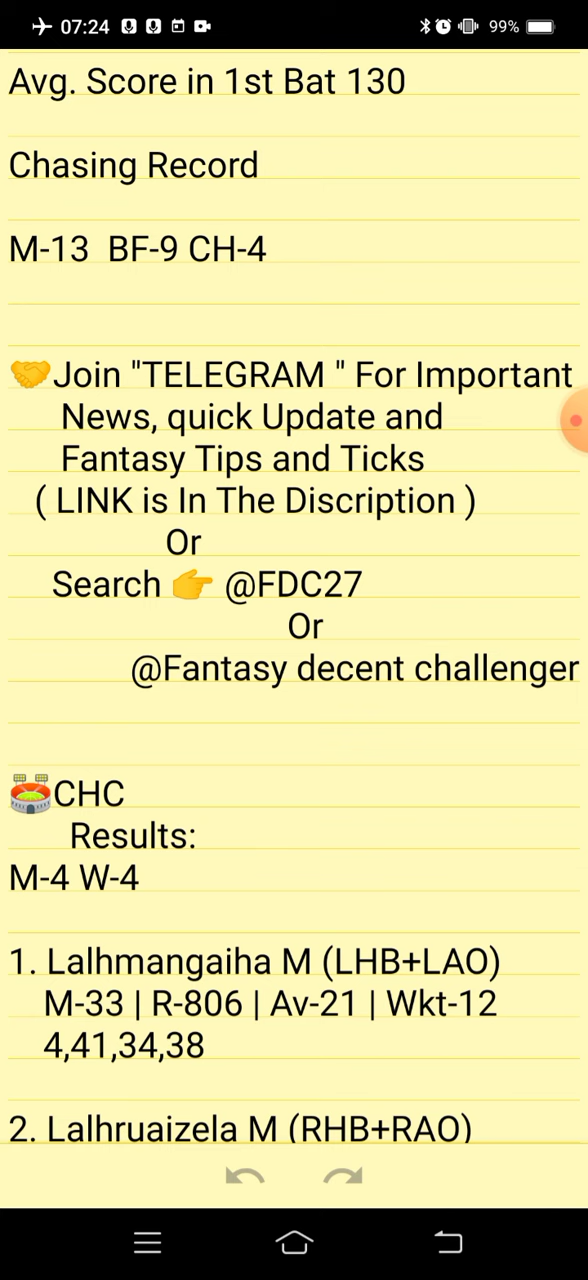 07:24
99%
Avg. Score in 1st Bat 130
Chasing Record
M-13 BF-9 CH-4
🤝Join "TELEGRAM " For Important
News, quick Update and
Fantasy Tips and Ticks
( LINK is In The Discription )
Or
Search 👉 @FDC27
Or
@Fantasy decent challenger
🏟️CHC
Results:
M-4 W-4
1. Lalhmangaiha M (LHB+LAO)
M-33 | R-806 | Av-21 | Wkt-12
4,41,34,38
2. Lalhruaizela M (RHB+RAO)